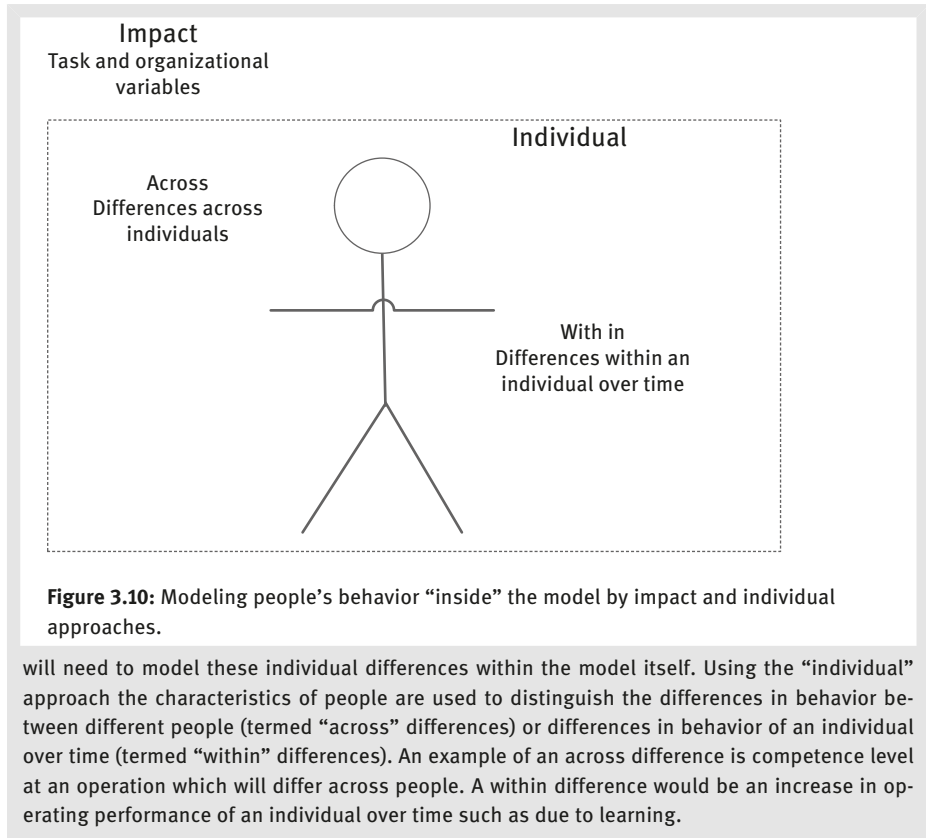 Impact
Task and organizational
variables
Individual
Across
Differences across
individuals
With in
Differences within an
individual over time
Figure 3.10: Modeling people’s behavior “inside” the model by impact and individual
approaches.
will need to model these individual differences within the model itself. Using the “individual”
approach the characteristics of people are used to distinguish the differences in behavior be-
tween different people (termed “across” differences) or differences in behavior of an individual
over time (termed “within” differences). An example of an across difference is competence level
at an operation which will differ across people. A within difference would be an increase in op-
erating performance of an individual over time such as due to learning.